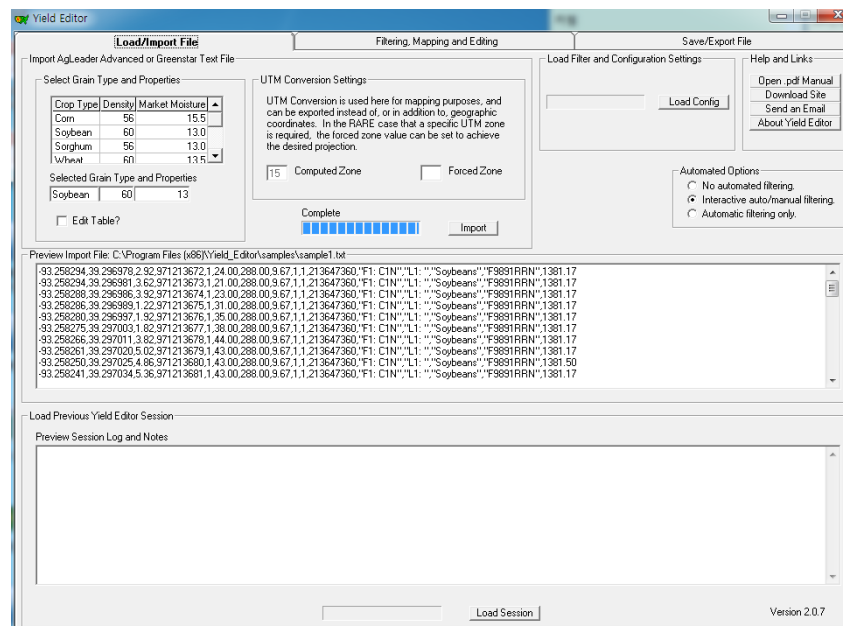 Yield Editor
Load/Import File
Filtering, Mapping and Editing
Save/Export File
Import AgLeader Advanced or Greenstar Text File
Select Grain Type and Properties
Crop Type Density Market Moisture
Corn 56 15.5
Soybean 60 13.0
Sorghum 56 13.0
Wheat 60 13.5
Selected Grain Type and Properties
Soybean 60 13
Edit Table?
UTM Conversion Settings
UTM Conversion is used here for mapping purposes, and
can be exported instead of, or in addition to, geographic
coordinates. In the RARE case that a specific UTM zone
is required, the forced zone value can be set to achieve
the desired projection.
15 Computed Zone
Forced Zone
Complete
Import
Load Filter and Configuration Settings
Load Config
Help and Links
Open .pdf Manual
Download Site
Send an Email
About Yield Editor
Automated Options
No automated filtering.
Interactive auto/manual filtering.
Automatic filtering only.
Preview Import File: C:\Program Files (x86)\Yield_Editor\samples\sample1.txt
-93.258294,39.296978,2.92,971213672,1,24.00,288.00,9.67,1,1,213647360,"F1: C1N","L1: ","Soybeans","F9891RRN",1381.17
-93.258294,39.296981,3.62,971213673,1,21.00,288.00,9.67,1,1,213647360,"F1: C1N","L1: ","Soybeans","F9891RRN",1381.17
-93.258288,39.296986,3.92,971213674,1,23.00,288.00,9.67,1,1,213647360,"F1: C1N","L1: ","Soybeans","F9891RRN",1381.17
-93.258286,39.296989,1.22,971213675,1,31.00,288.00,9.67,1,1,213647360,"F1: C1N","L1: ","Soybeans","F9891RRN",1381.17
-93.258280,39.296997,1.92,971213676,1,35.00,288.00,9.67,1,1,213647360,"F1: C1N","L1: ","Soybeans","F9891RRN",1381.17
-93.258275,39.297003,1.82,971213677,1,38.00,288.00,9.67,1,1,213647360,"F1: C1N","L1: ","Soybeans","F9891RRN",1381.17
-93.258266,39.297011,3.82,971213678,1,44.00,288.00,9.67,1,1,213647360,"F1: C1N","L1: ","Soybeans","F9891RRN",1381.17
-93.258261,39.297020,5.02,971213679,1,43.00,288.00,9.67,1,1,213647360,"F1: C1N","L1: ","Soybeans","F9891RRN",1381.17
-93.258250,39.297025,4.86,971213680,1,43.00,288.00,9.67,1,1,213647360,"F1: C1N","L1: ","Soybeans","F9891RRN",1381.50
-93.258241,39.297034,5.36,971213681,1,43.00,288.00,9.67,1,1,213647360,"F1: C1N","L1: ","Soybeans","F9891RRN",1381.17
Load Previous Yield Editor Session
Preview Session Log and Notes
Load Session
Version 2.0.7